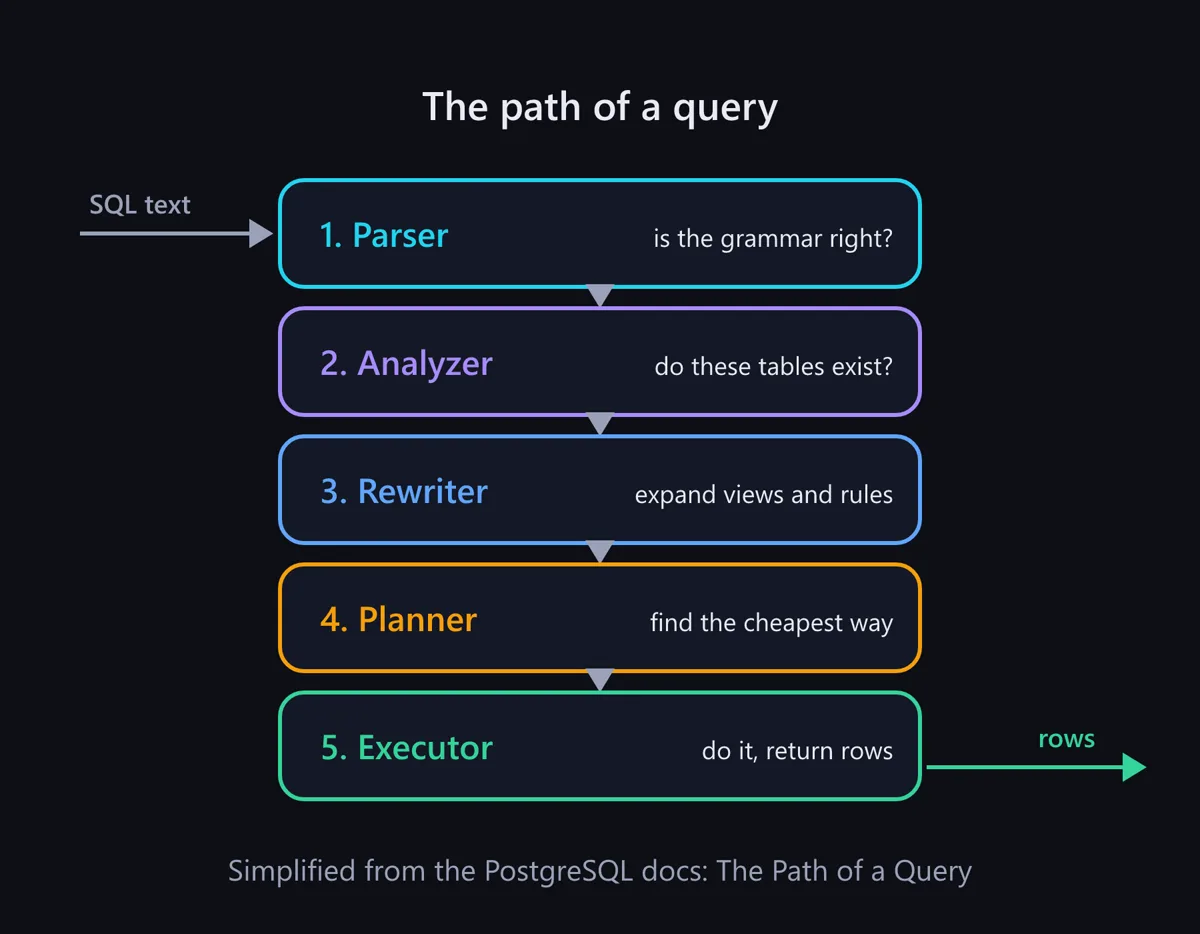 The path of a query
SQL text
1. Parser
is the grammar right?
2. Analyzer
do these tables exist?
3. Rewriter
expand views and rules
4. Planner
find the cheapest way
5. Executor
do it, return rows
rows
Simplified from the PostgreSQL docs: The Path of a Query